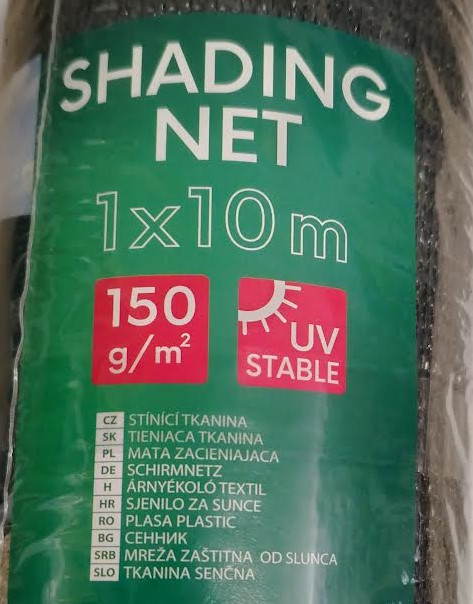 SHADING
NET
1x10 m
150
g/m²
UV
STABLE
CZ STÍNÍCÍ TKANINA
SK TIENIACA TKANINA
PL MATA ZACIENIAJACA
DE SCHIRMNETZ
H ÁRNYÉKOLÓ TEXTIL
HR SJENILO ZA SUNCE
RO PLASA PLASTIC
BG СЕННИК
SRB MREŽA ZAŠTITNA OD SLUNCA
SLO TKANINA SENČNA